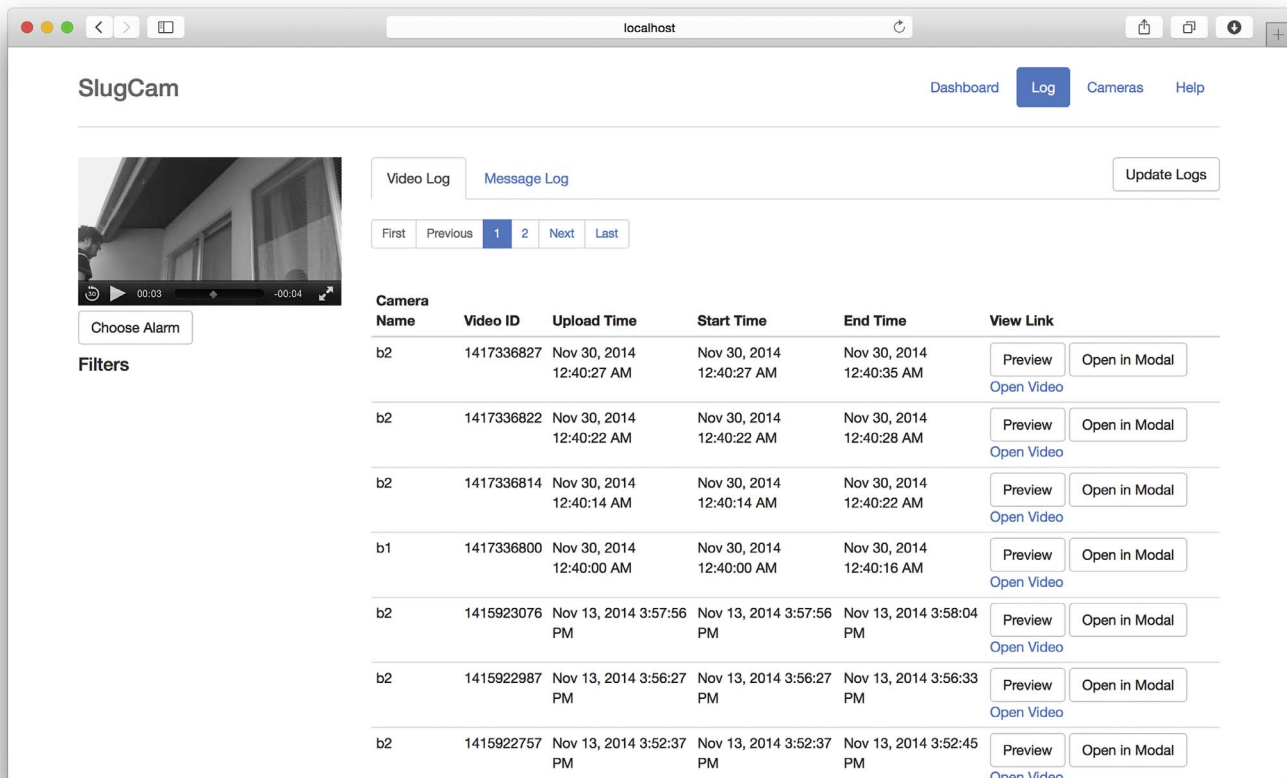 localhost
SlugCam
Dashboard Log Cameras Help
Video Log Message Log Update Logs
First Previous 1 2 Next Last
30 00:03 -00:04
Choose Alarm
Filters
Camera
Name Video ID Upload Time Start Time End Time View Link
b2 1417336827 Nov 30, 2014 Nov 30, 2014 Nov 30, 2014 Preview Open in Modal
12:40:27 AM 12:40:27 AM 12:40:35 AM
Open Video
b2 1417336822 Nov 30, 2014 Nov 30, 2014 Nov 30, 2014 Preview Open in Modal
12:40:22 AM 12:40:22 AM 12:40:28 AM
Open Video
b2 1417336814 Nov 30, 2014 Nov 30, 2014 Nov 30, 2014 Preview Open in Modal
12:40:14 AM 12:40:14 AM 12:40:22 AM
Open Video
b1 1417336800 Nov 30, 2014 Nov 30, 2014 Nov 30, 2014 Preview Open in Modal
12:40:00 AM 12:40:00 AM 12:40:16 AM
Open Video
b2 1415923076 Nov 13, 2014 3:57:56 Nov 13, 2014 3:57:56 Nov 13, 2014 3:58:04 Preview Open in Modal
PM PM PM
Open Video
b2 1415922987 Nov 13, 2014 3:56:27 Nov 13, 2014 3:56:27 Nov 13, 2014 3:56:33 Preview Open in Modal
PM PM PM
Open Video
b2 1415922757 Nov 13, 2014 3:52:37 Nov 13, 2014 3:52:37 Nov 13, 2014 3:52:45 Preview Open in Modal
PM PM PM
Open Video